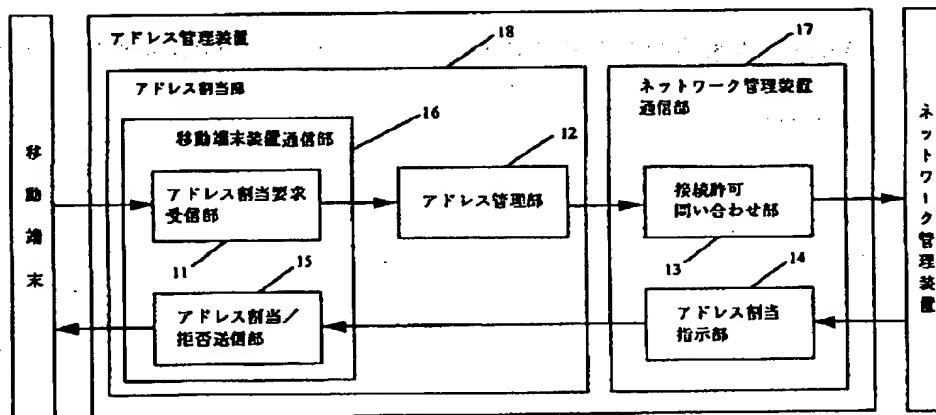 アドレス管理装置
18
17
アドレス割当部
ネットワーク管理装置
通信部
移動端末装置通信部
16
12
移動端末
アドレス割当要求
受信部
アドレス管理部
接続許可
問い合わせ部
ネットワーク管理装置
11
15
13
14
アドレス割当／
拒否送信部
アドレス割当
指示部